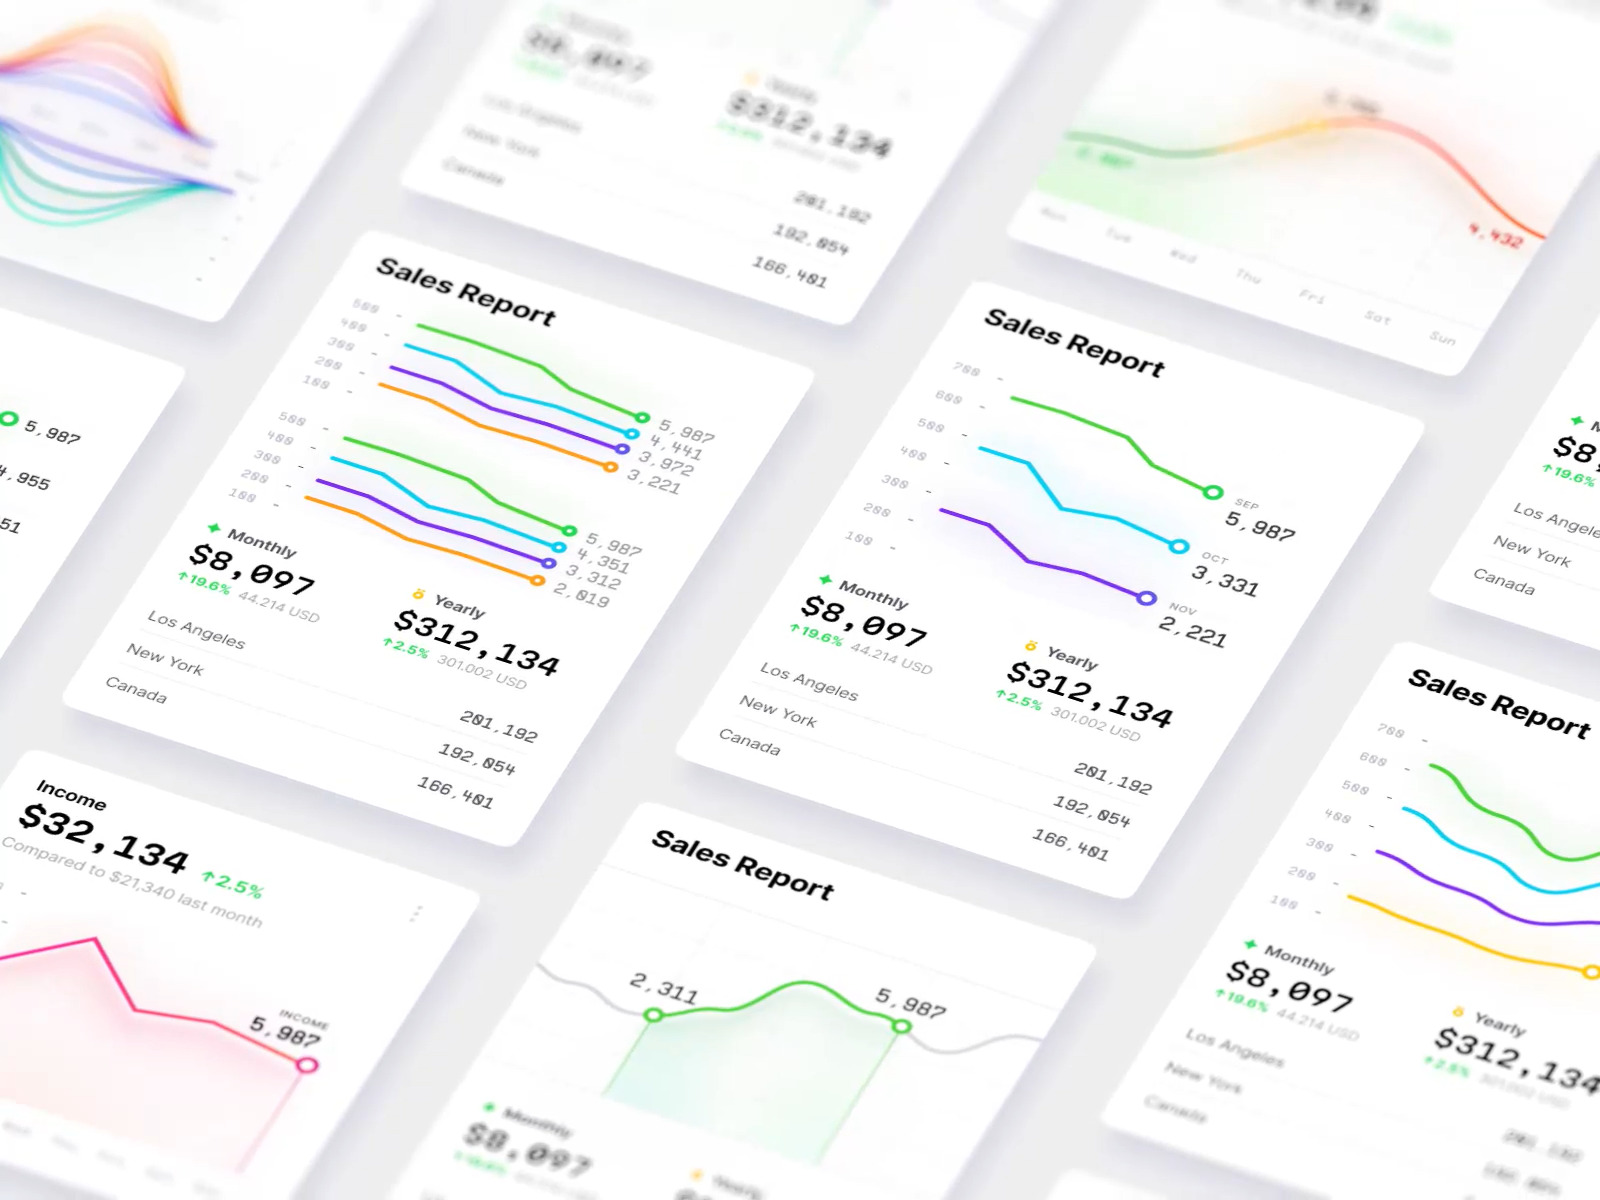 $312,134
Los Angeles
New York
Canada
201,192
192,054
166,401
4,432
Mon
Tue
Wed
Thu
Fri
Sat
Sun
5,987
4,955
51
Sales Report
500
400
300
200
100
5,987
4,441
3,972
3,221
500
400
300
200
100
5,987
4,351
3,312
2,019
Monthly
$8,097
↑19.6% 44.214 USD
Yearly
$312,134
↑2.5% 301.002 USD
Los Angeles
New York
Canada
201,192
192,054
166,401
Sales Report
700
600
500
400
300
200
100
SEP
5,987
OCT
3,331
NOV
2,221
Monthly
$8,097
↑19.6% 44.214 USD
Yearly
$312,134
↑2.5% 301.002 USD
Los Angeles
New York
Canada
201,192
192,054
166,401
M
$8,
↑19.6%
Los Angele
New York
Canada
Income
$32,134 ↑2.5%
Compared to $21,340 last month
INCOME
5,987
Sales Report
2,311
5,987
Monthly
$8,097
Yearly
Sales Report
700
600
500
400
300
200
100
Monthly
$8,097
↑19.6% 44.214 USD
Yearly
$312,134
↑2.5%
Los Angeles
New York
Canada